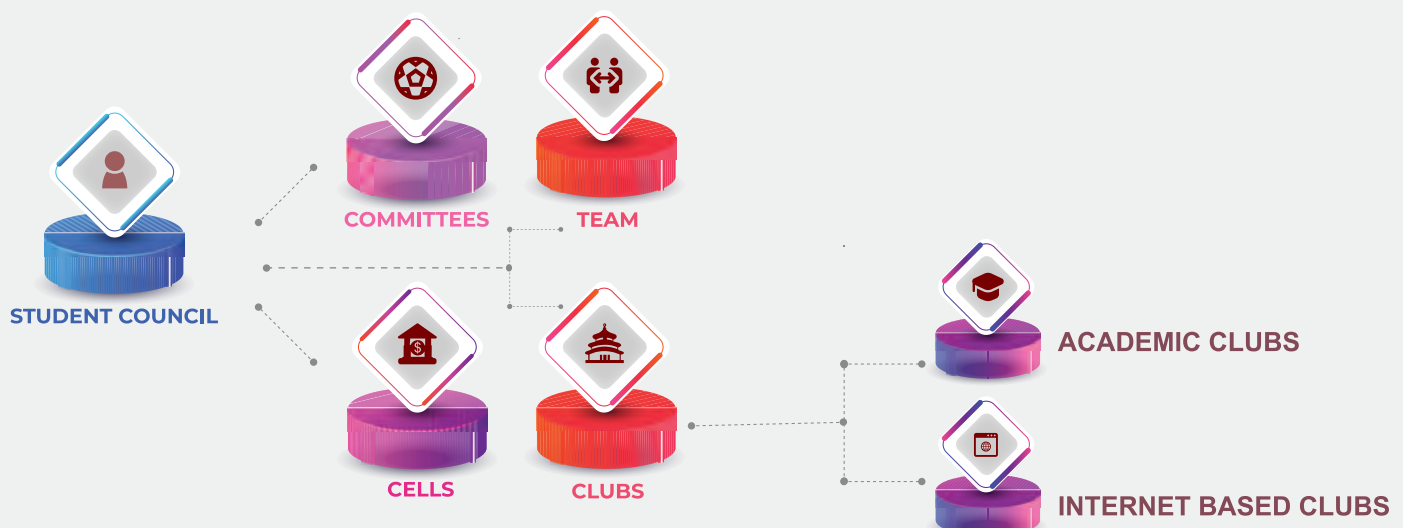 STUDENT COUNCIL
COMMITTEES
TEAM
CELLS
$
CLUBS
ACADEMIC CLUBS
INTERNET BASED CLUBS